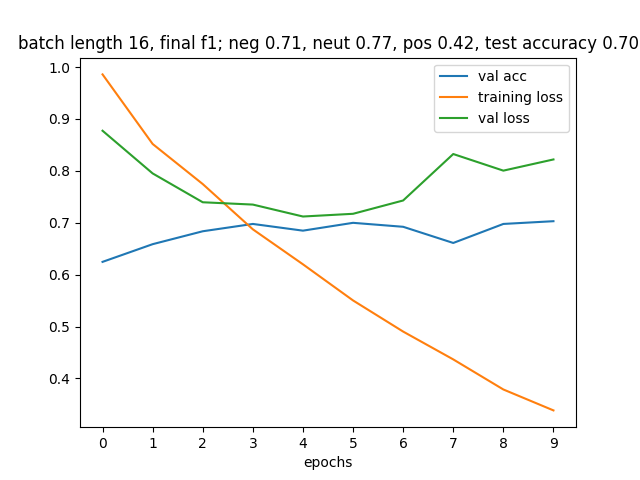 batch length 16, final f1; neg 0.71, neut 0.77, pos 0.42, test accuracy 0.70
val acc
training loss
val loss
1.0
0.9
0.8
0.7
0.6
0.5
0.4
0 1 2 3 4 5 6 7 8 9
epochs